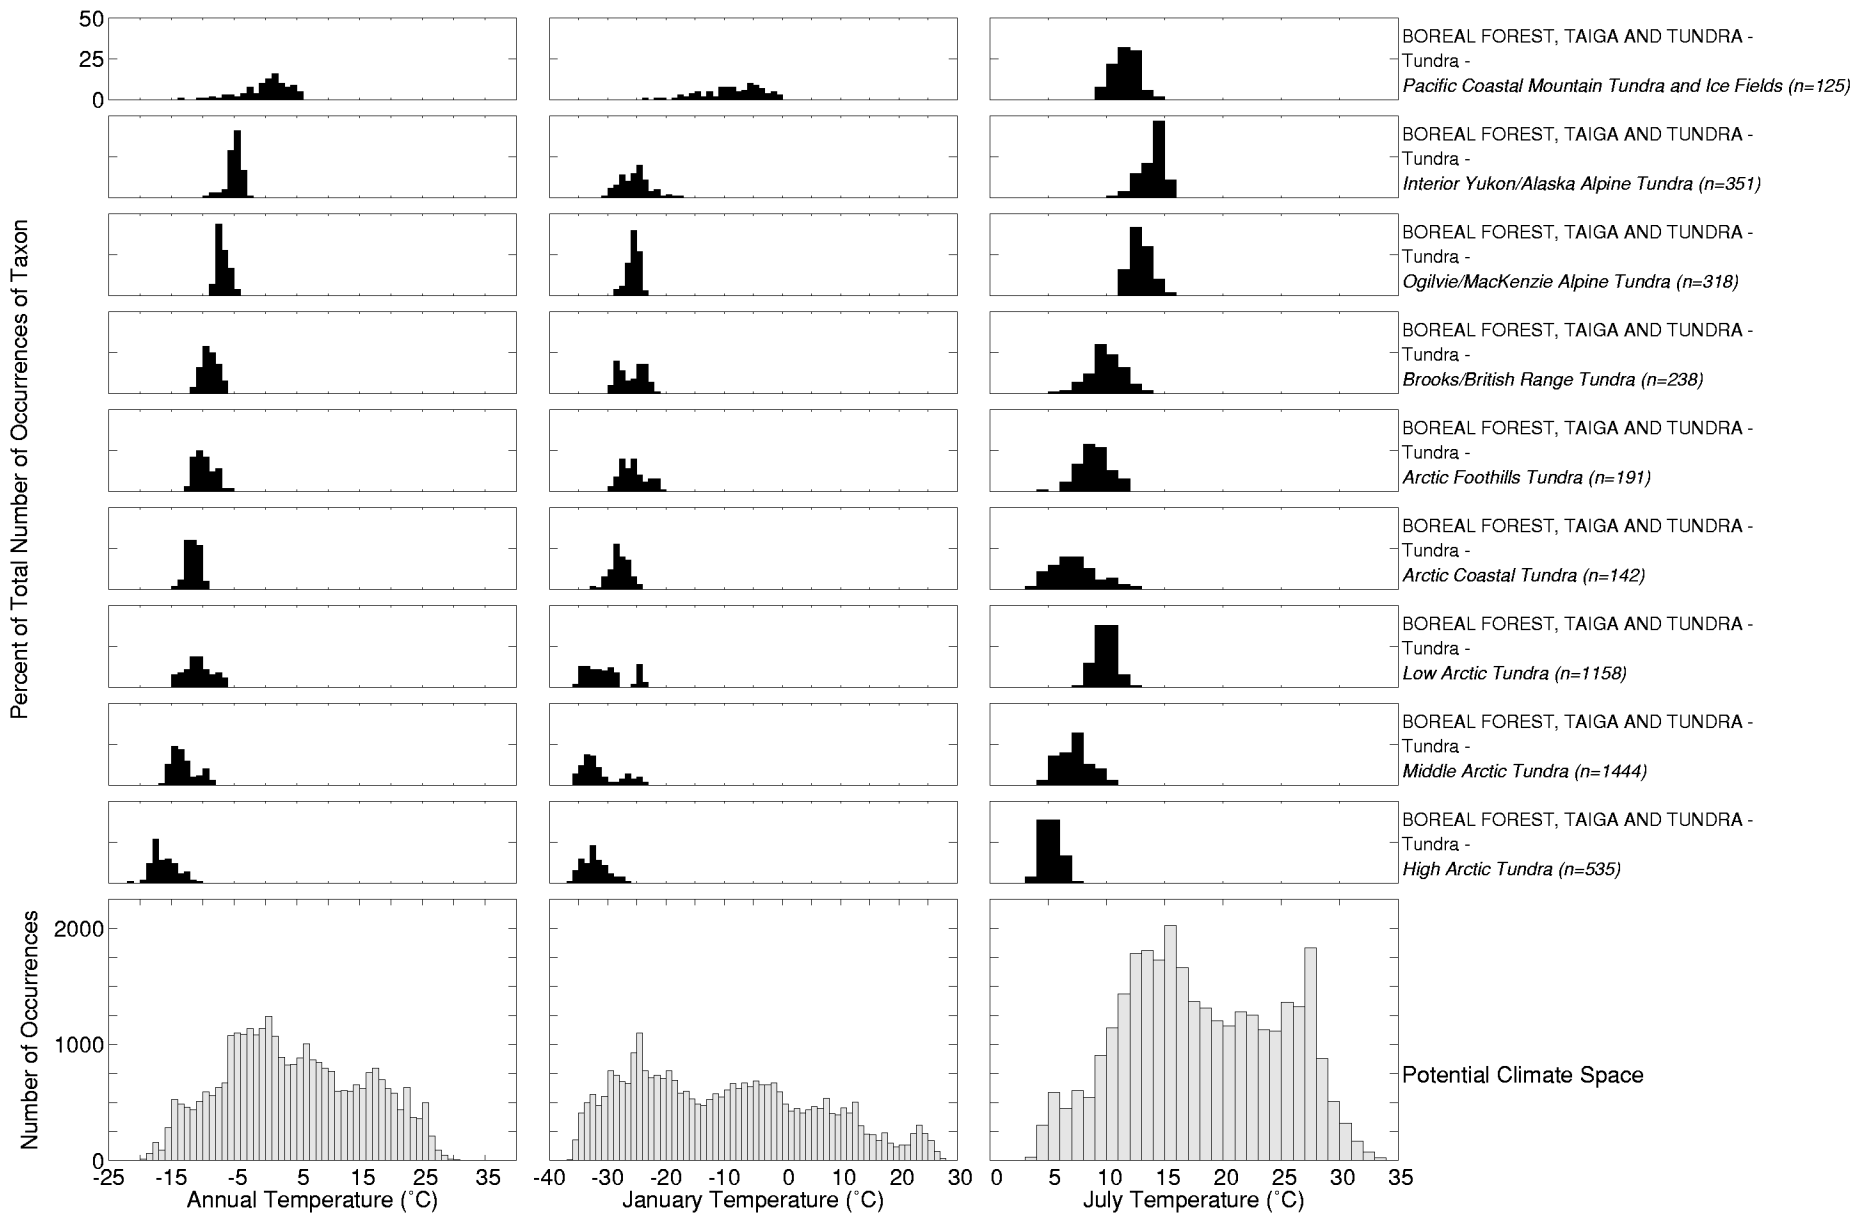 50
25
0
BOREAL FOREST, TAIGA AND TUNDRA -
Tundra -
Pacific Coastal Mountain Tundra and Ice Fields (n=125)
BOREAL FOREST, TAIGA AND TUNDRA -
Tundra -
Interior Yukon/Alaska Alpine Tundra (n=351)
BOREAL FOREST, TAIGA AND TUNDRA -
Tundra -
Ogilvie/MacKenzie Alpine Tundra (n=318)
BOREAL FOREST, TAIGA AND TUNDRA -
Tundra -
Brooks/British Range Tundra (n=238)
BOREAL FOREST, TAIGA AND TUNDRA -
Tundra -
Arctic Foothills Tundra (n=191)
BOREAL FOREST, TAIGA AND TUNDRA -
Tundra -
Arctic Coastal Tundra (n=142)
BOREAL FOREST, TAIGA AND TUNDRA -
Tundra -
Low Arctic Tundra (n=1158)
BOREAL FOREST, TAIGA AND TUNDRA -
Tundra -
Middle Arctic Tundra (n=1444)
BOREAL FOREST, TAIGA AND TUNDRA -
Tundra -
High Arctic Tundra (n=535)
Percent of Total Number of Occurrences of Taxon
Number of Occurrences
2000
1000
0
Potential Climate Space
-25 -15 -5 5 15 25 35
-40 -30 -20 -10 0 10 20 30
0 5 10 15 20 25 30 35
Annual Temperature (˚C)
January Temperature (˚C)
July Temperature (˚C)